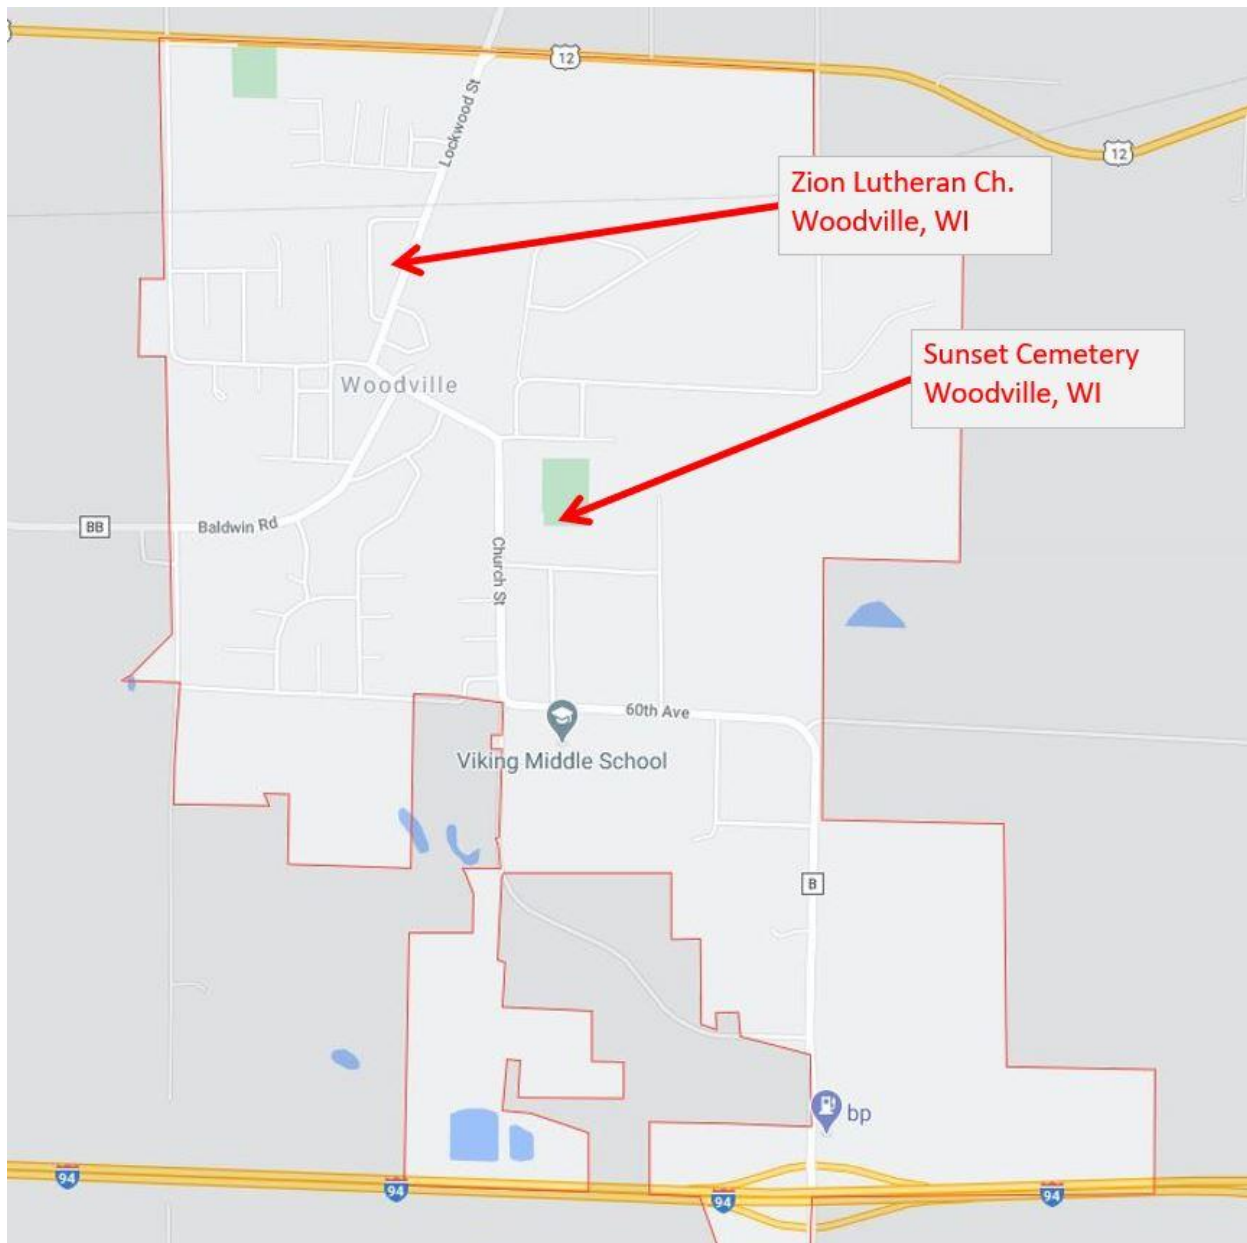 12
Lockwood St
12
Zion Lutheran Ch.
Woodville, WI
Sunset Cemetery
Woodville, WI
Woodville
BB
Baldwin Rd
Church St
60th Ave
Viking Middle School
B
bp
94
94
94
94